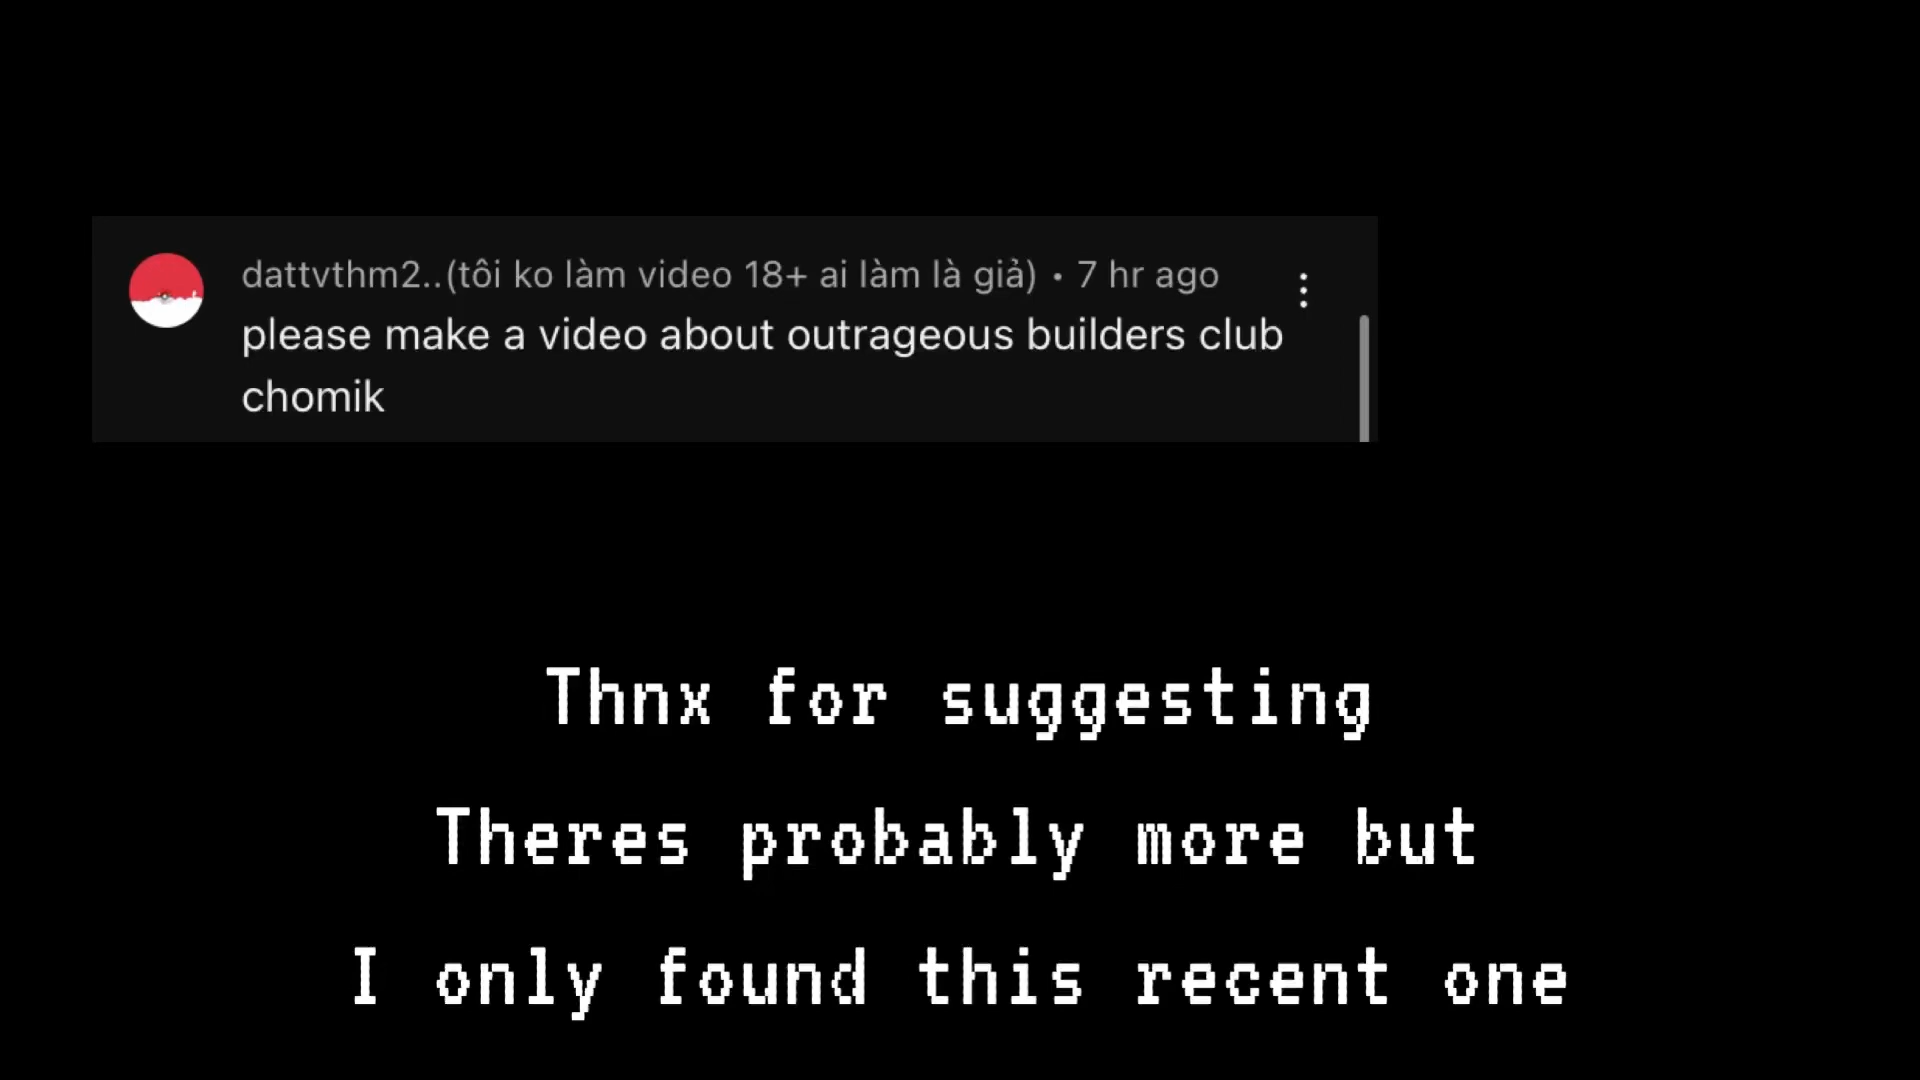 dattvthm2..(tôi ko làm video 18+ ai làm là giả) • 7 hr ago
please make a video about outrageous builders club
chomik
Thnx for suggesting
Theres probably more but
I only found this recent one